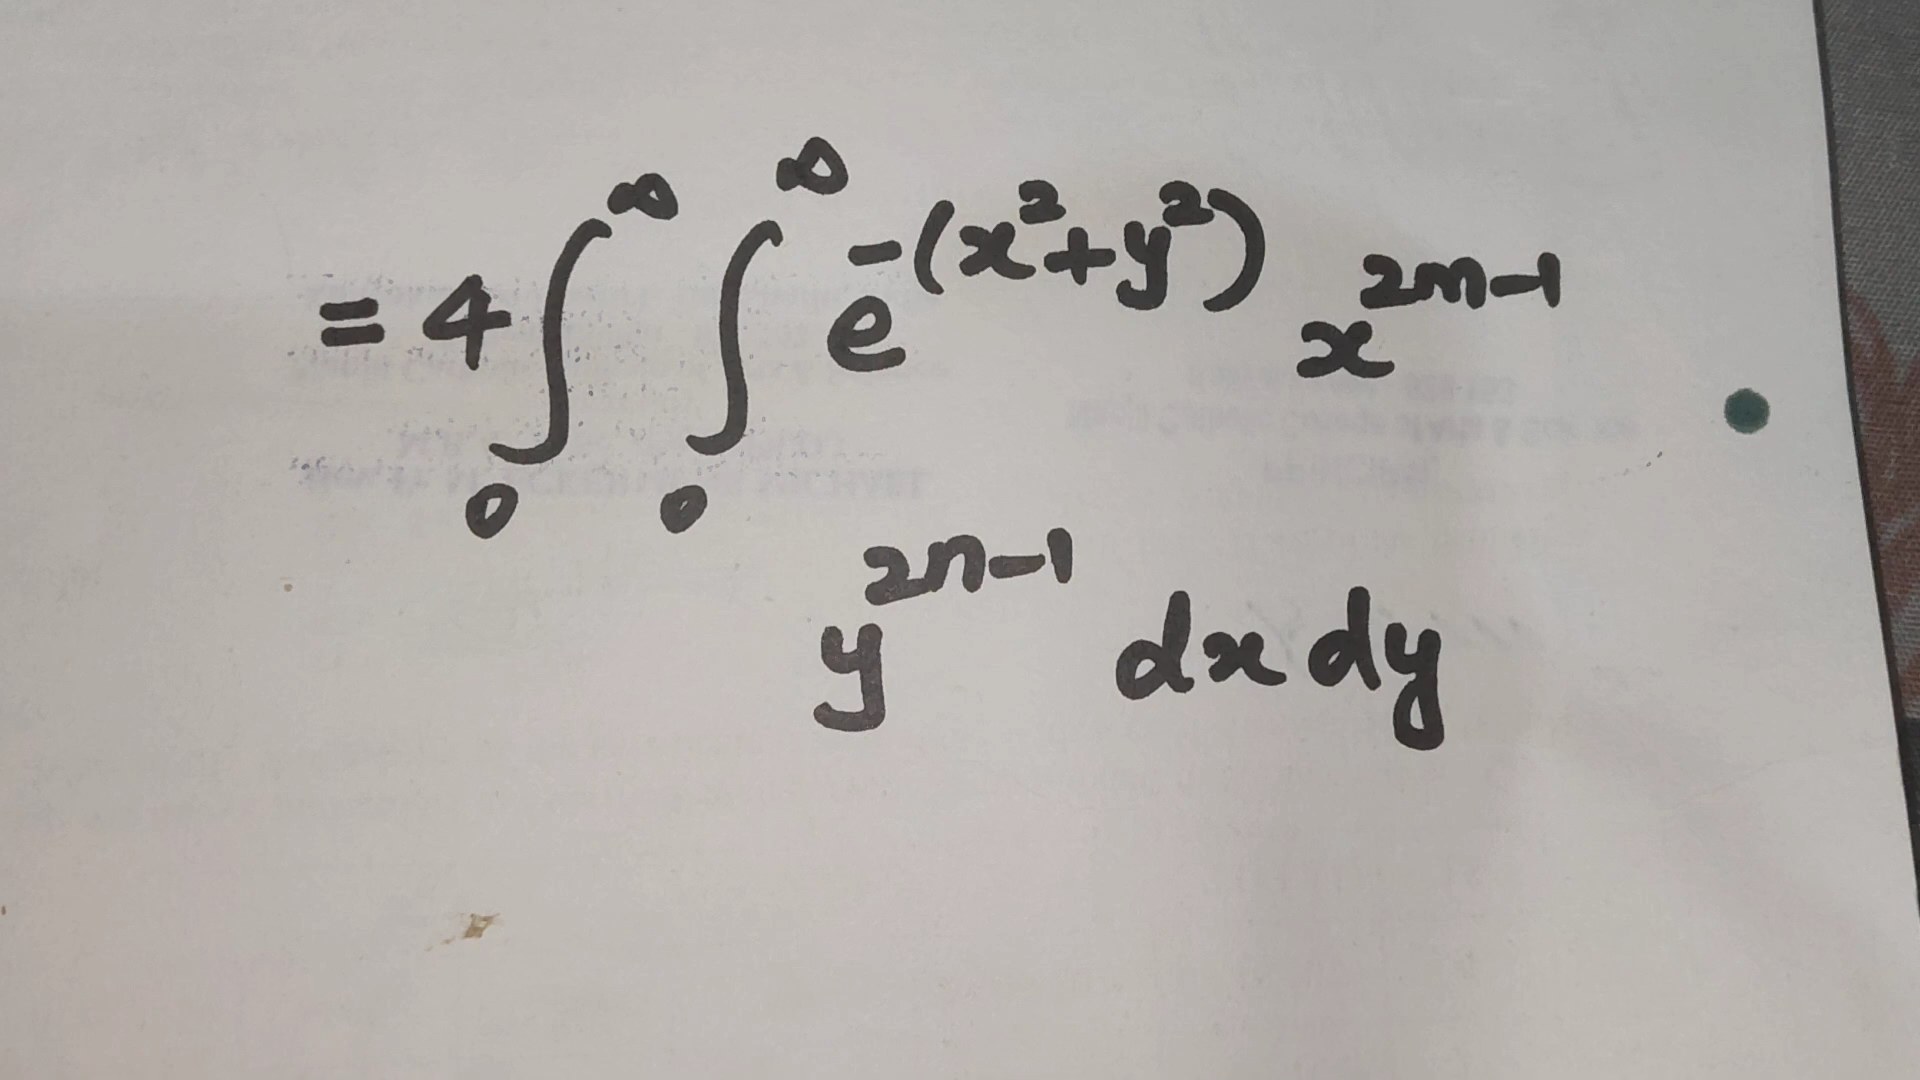 = 4 ∫₀^∞ ∫₀^∞ e^{-(x²+y²)} x^{2m-1}
y^{2n-1} dx dy